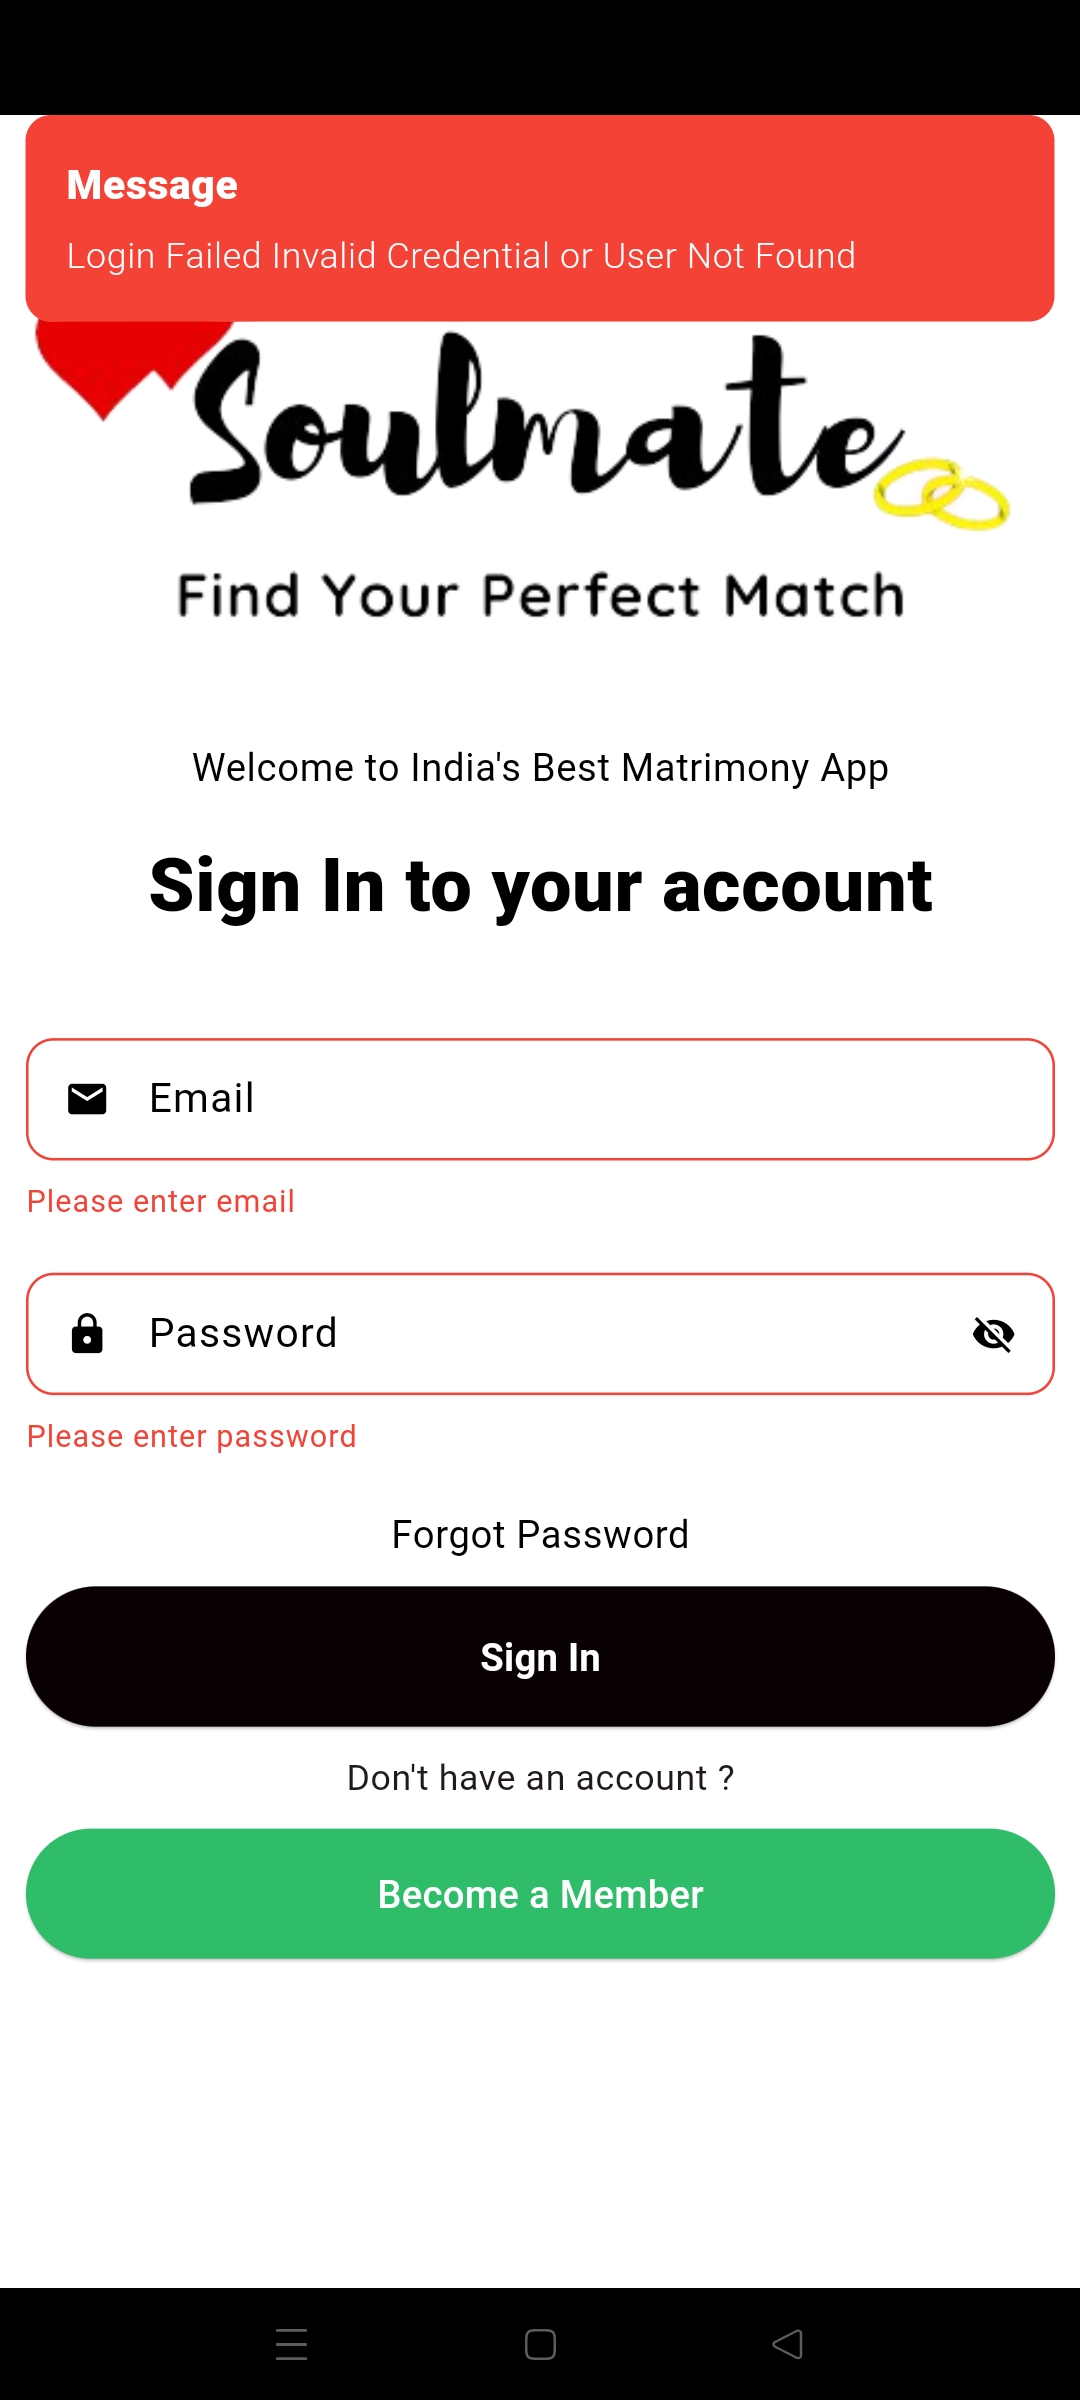 Message
Login Failed Invalid Credential or User Not Found
Soulmate
Find Your Perfect Match
Welcome to India's Best Matrimony App
Sign In to your account
Email
Please enter email
Password
Please enter password
Forgot Password
Sign In
Don't have an account ?
Become a Member